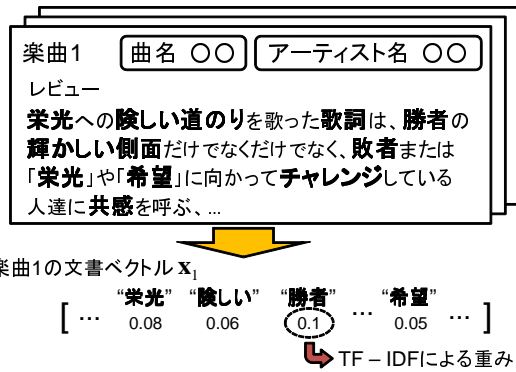 楽曲1 曲名 〇〇 アーティスト名 〇〇
レビュー
栄光への険しい道のりを歌った歌詞は、勝者の
輝かしい側面だけでなくだけでなく、敗者または
「栄光」や「希望」に向かってチャレンジしている
人達に共感を呼ぶ、...
楽曲1の文書ベクトル x1
“栄光” “険しい” “勝者” “希望”
[ … 0.08 0.06 0.1 … 0.05 … ]
TF – IDFによる重み